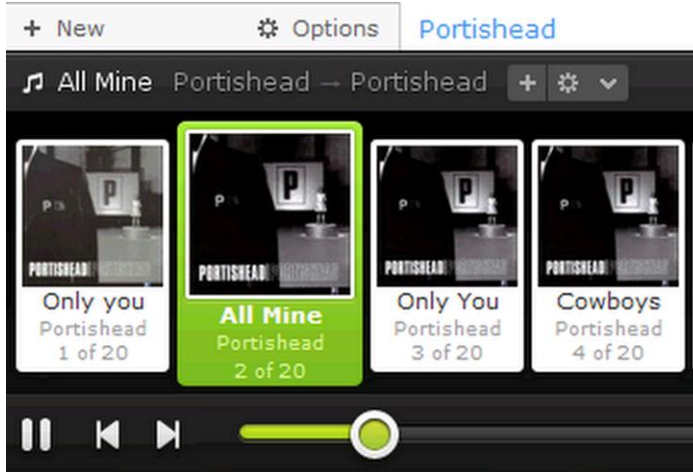 New
Options
Portishead
All Mine Portishead → Portishead
P
PORTISHEAD
Only you
Portishead
1 of 20
P
PORTISHEAD
All Mine
Portishead
2 of 20
P
PORTISHEAD
Only You
Portishead
3 of 20
P
PORTISHEAD
Cowboys
Portishead
4 of 20